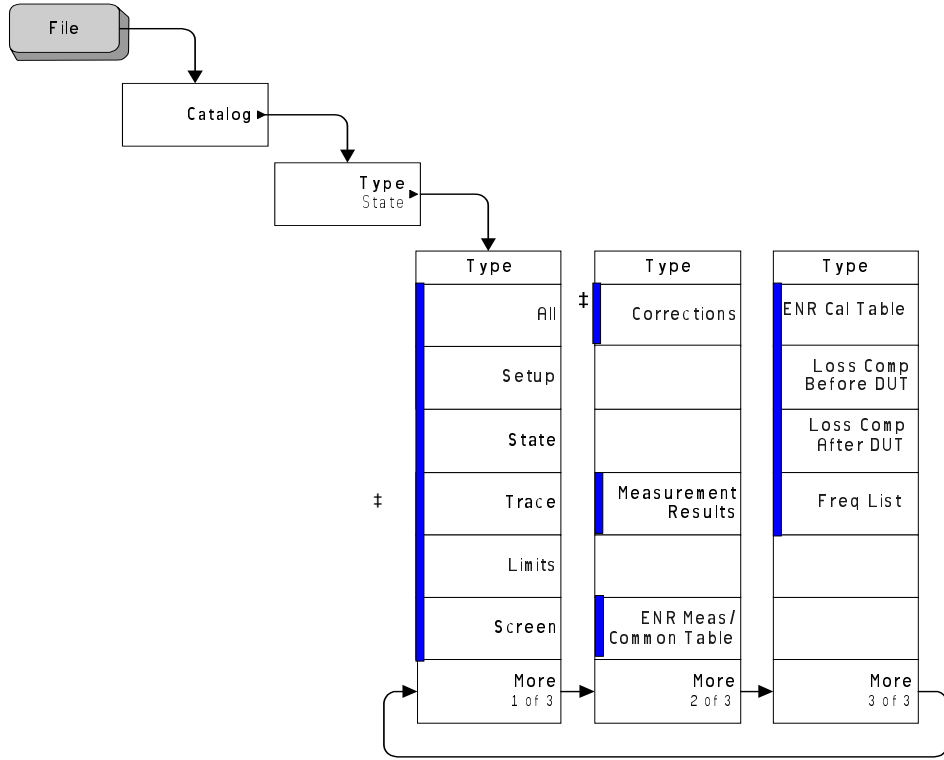 File
Catalog
Type
State
Type
All
Setup
State
‡ Trace
Limits
Screen
More
1 of 3
Type
‡ Corrections
Measurement
Results
ENR Meas/
Common Table
More
2 of 3
Type
ENR Cal Table
Loss Comp
Before DUT
Loss Comp
After DUT
Freq List
More
3 of 3